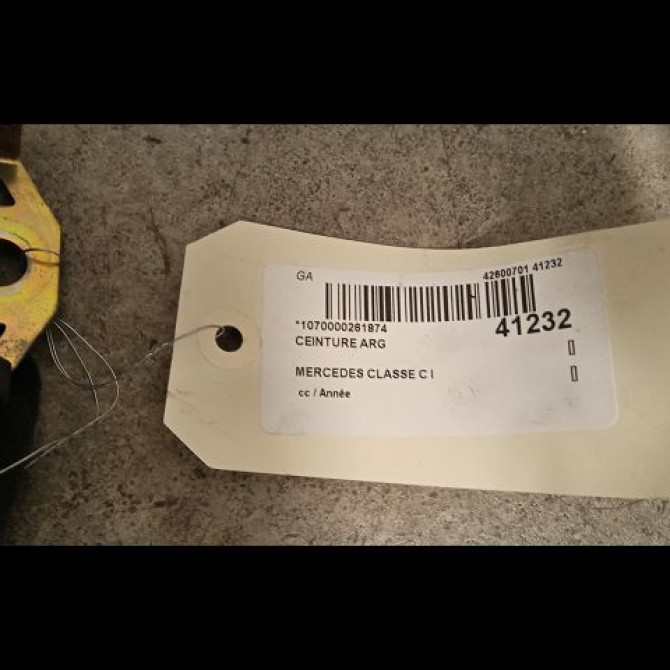 GA
42600701 41232
*1070000261874
41232
CEINTURE ARG
MERCEDES CLASSE C I
cc / Année